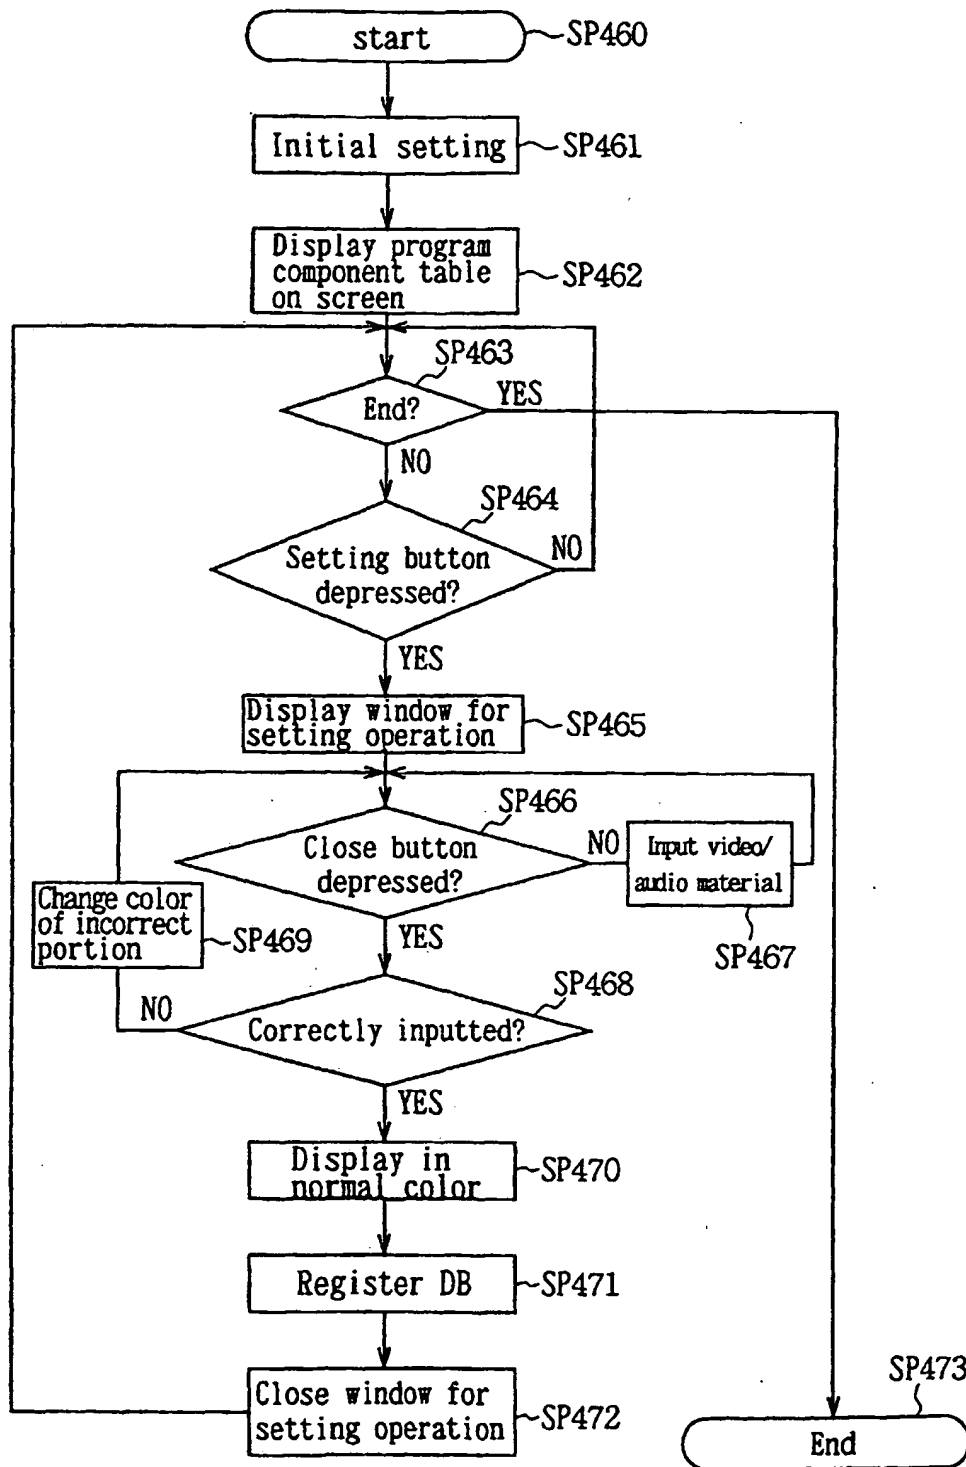 start
SP460
Initial setting
SP461
Display program
component table
on screen
SP462
SP463
End?
YES
NO
SP464
Setting button
depressed?
NO
YES
Display window for
setting operation
SP465
SP466
Close button
depressed?
NO
Input video/
audio material
SP467
YES
Change color
of incorrect
portion
SP469
SP468
Correctly inputted?
NO
YES
Display in
normal color
SP470
Register DB
SP471
Close window for
setting operation
SP472
SP473
End